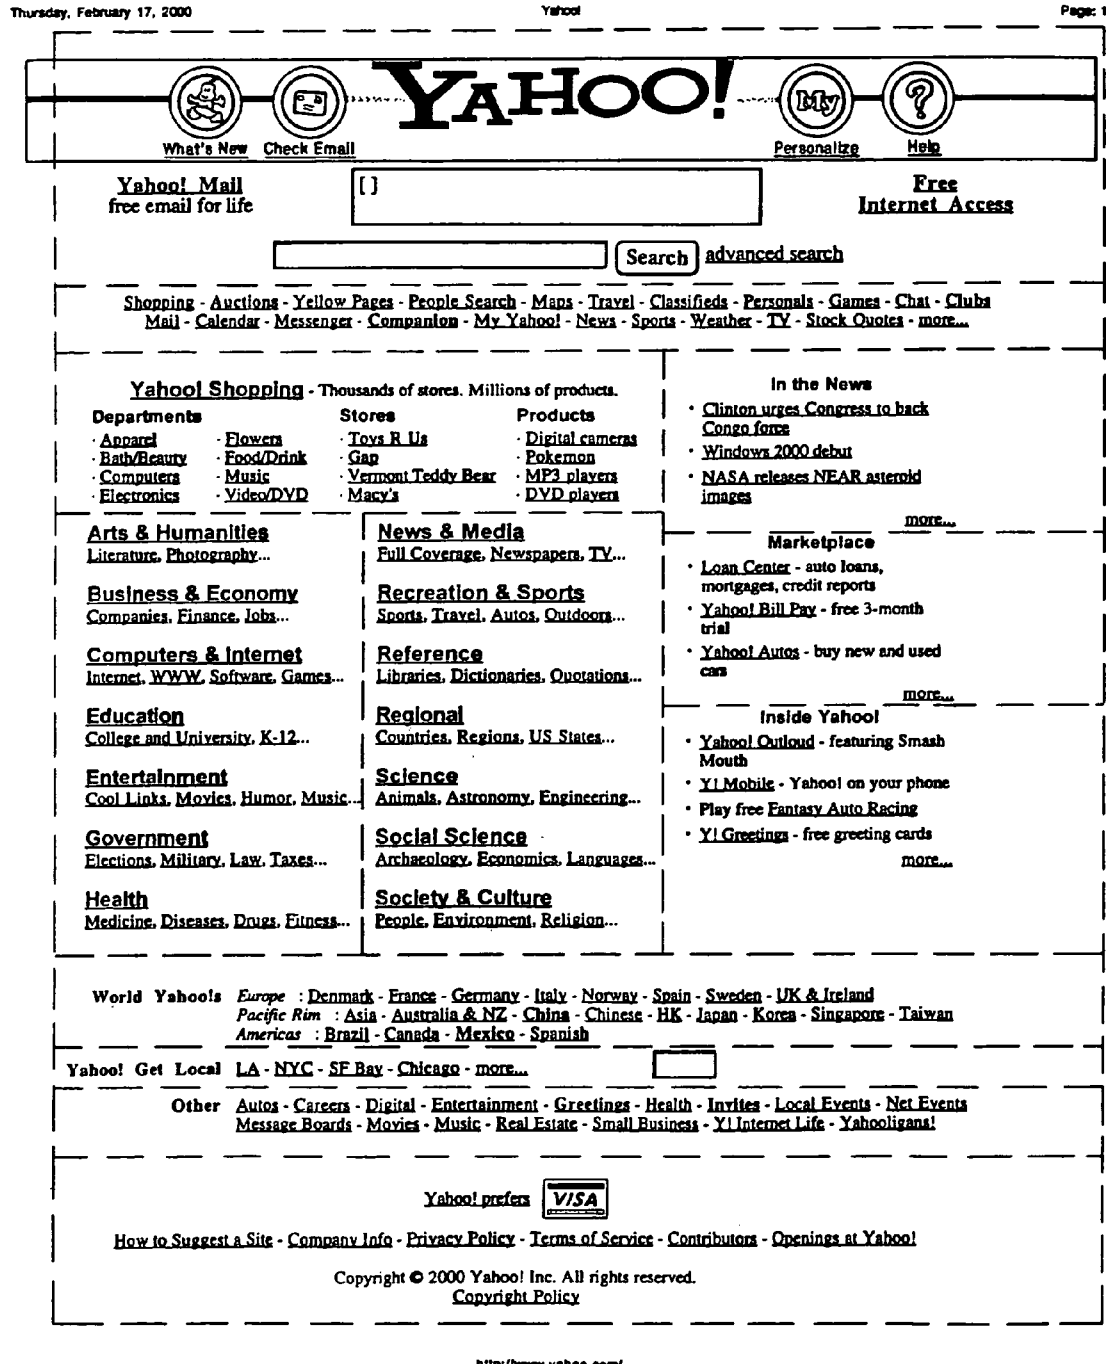 Thursday, February 17, 2000 Yahoo! Page: 1
YAHOO!
My ?
What's New Check Email Personalize Help
Yahoo! Mail
free email for life
[ ]
Free
Internet Access
Search advanced search
Shopping - Auctions - Yellow Pages - People Search - Maps - Travel - Classifieds - Personals - Games - Chat - Clubs
Mail - Calendar - Messenger - Companion - My Yahoo! - News - Sports - Weather - TV - Stock Quotes - more...
Yahoo! Shopping - Thousands of stores. Millions of products.
Departments Stores Products
· Apparel · Flowers · Toys R Us · Digital cameras
· Bath/Beauty · Food/Drink · Gap · Pokemon
· Computers · Music · Vermont Teddy Bear · MP3 players
· Electronics · Video/DVD · Macy's · DVD players
Arts & Humanities
Literature, Photography...
Business & Economy
Companies, Finance, Jobs...
Computers & Internet
Internet, WWW, Software, Games...
Education
College and University, K-12...
Entertainment
Cool Links, Movies, Humor, Music...
Government
Elections, Military, Law, Taxes...
Health
Medicine, Diseases, Drugs, Fitness...
News & Media
Full Coverage, Newspapers, TV...
Recreation & Sports
Sports, Travel, Autos, Outdoors...
Reference
Libraries, Dictionaries, Quotations...
Regional
Countries, Regions, US States...
Science
Animals, Astronomy, Engineering...
Social Science
Archaeology, Economics, Languages...
Society & Culture
People, Environment, Religion...
In the News
· Clinton urges Congress to back
Congo force
· Windows 2000 debut
· NASA releases NEAR asteroid
images
more...
Marketplace
· Loan Center - auto loans,
mortgages, credit reports
· Yahoo! Bill Pay - free 3-month
trial
· Yahoo! Autos - buy new and used
cars
more...
Inside Yahoo!
· Yahoo! Outloud - featuring Smash
Mouth
· Y! Mobile - Yahoo! on your phone
· Play free Fantasy Auto Racing
· Y! Greetings - free greeting cards
more...
World Yahoo!s Europe : Denmark - France - Germany - Italy - Norway - Spain - Sweden - UK & Ireland
Pacific Rim : Asia - Australia & NZ - China - Chinese - HK - Japan - Korea - Singapore - Taiwan
Americas : Brazil - Canada - Mexico - Spanish
Yahoo! Get Local LA - NYC - SF Bay - Chicago - more...
Other Autos - Careers - Digital - Entertainment - Greetings - Health - Invites - Local Events - Net Events
Message Boards - Movies - Music - Real Estate - Small Business - Y! Internet Life - Yahooligans!
Yahoo! prefers VISA
How to Suggest a Site - Company Info - Privacy Policy - Terms of Service - Contributors - Openings at Yahoo!
Copyright © 2000 Yahoo! Inc. All rights reserved.
Copyright Policy
http://www.yahoo.com/